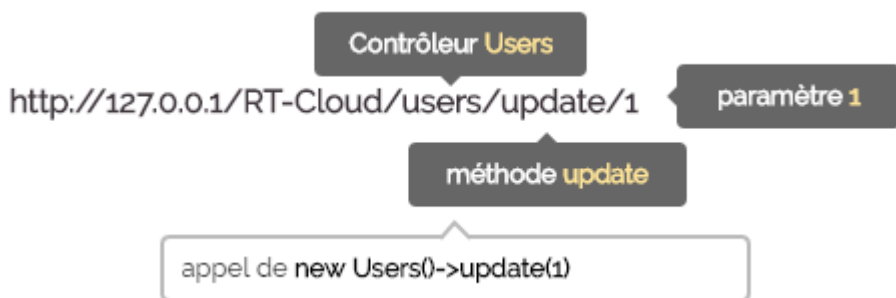 Contrôleur Users
http://127.0.0.1/RT-Cloud/users/update/1
paramètre 1
méthode update
appel de new Users()->update(1)